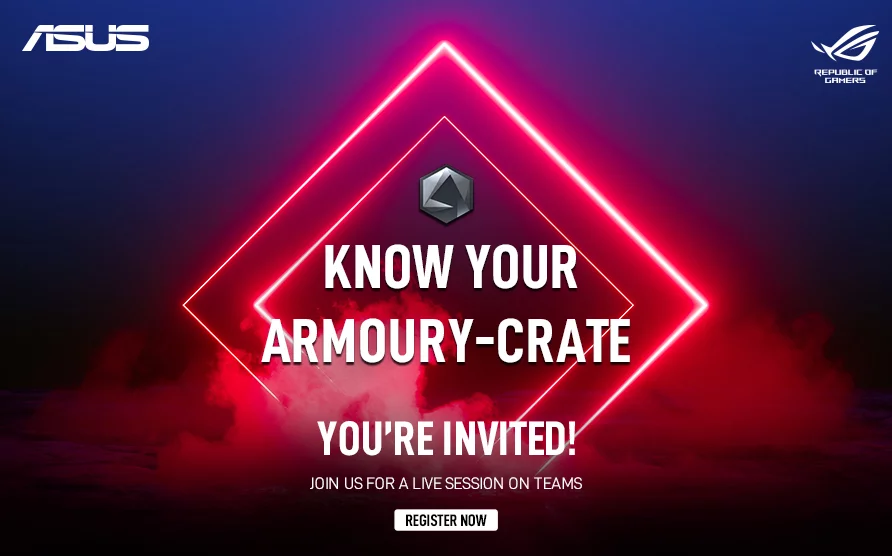 ASUS
REPUBLIC OF
GAMERS
KNOW YOUR
ARMOURY-CRATE
YOU'RE INVITED!
JOIN US FOR A LIVE SESSION ON TEAMS
REGISTER NOW